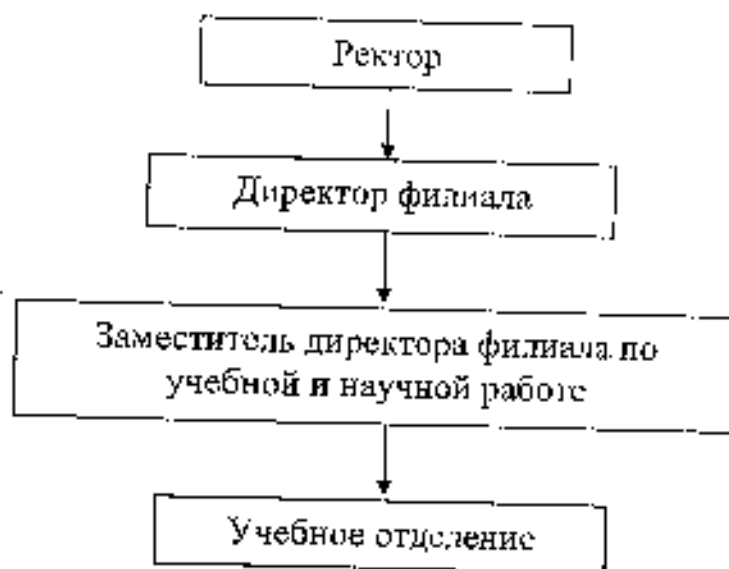 Ректор
Директор филиала
Заместитель директора филиала по
учебной и научной работе
Учебное отделение